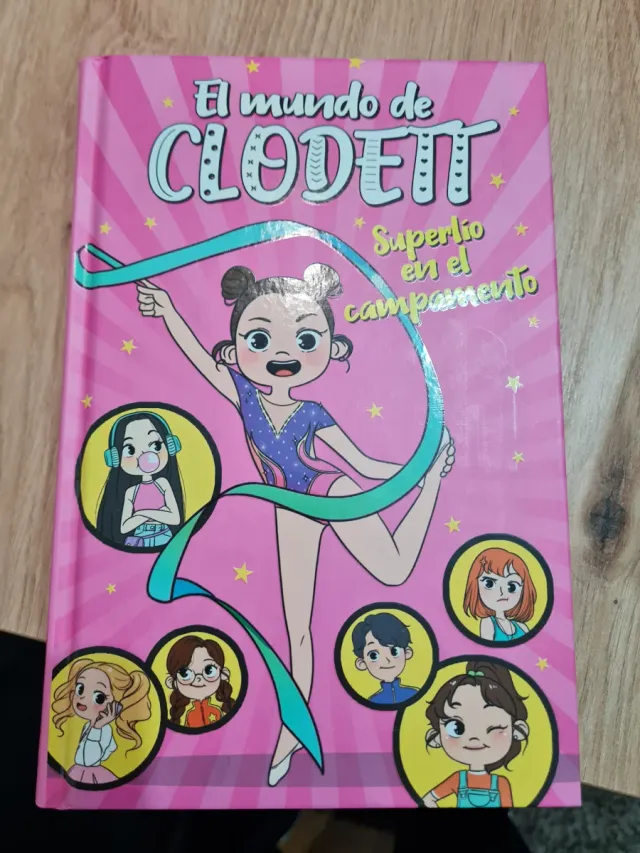 El mundo de
CLODETT
Superlío
en el
campamento